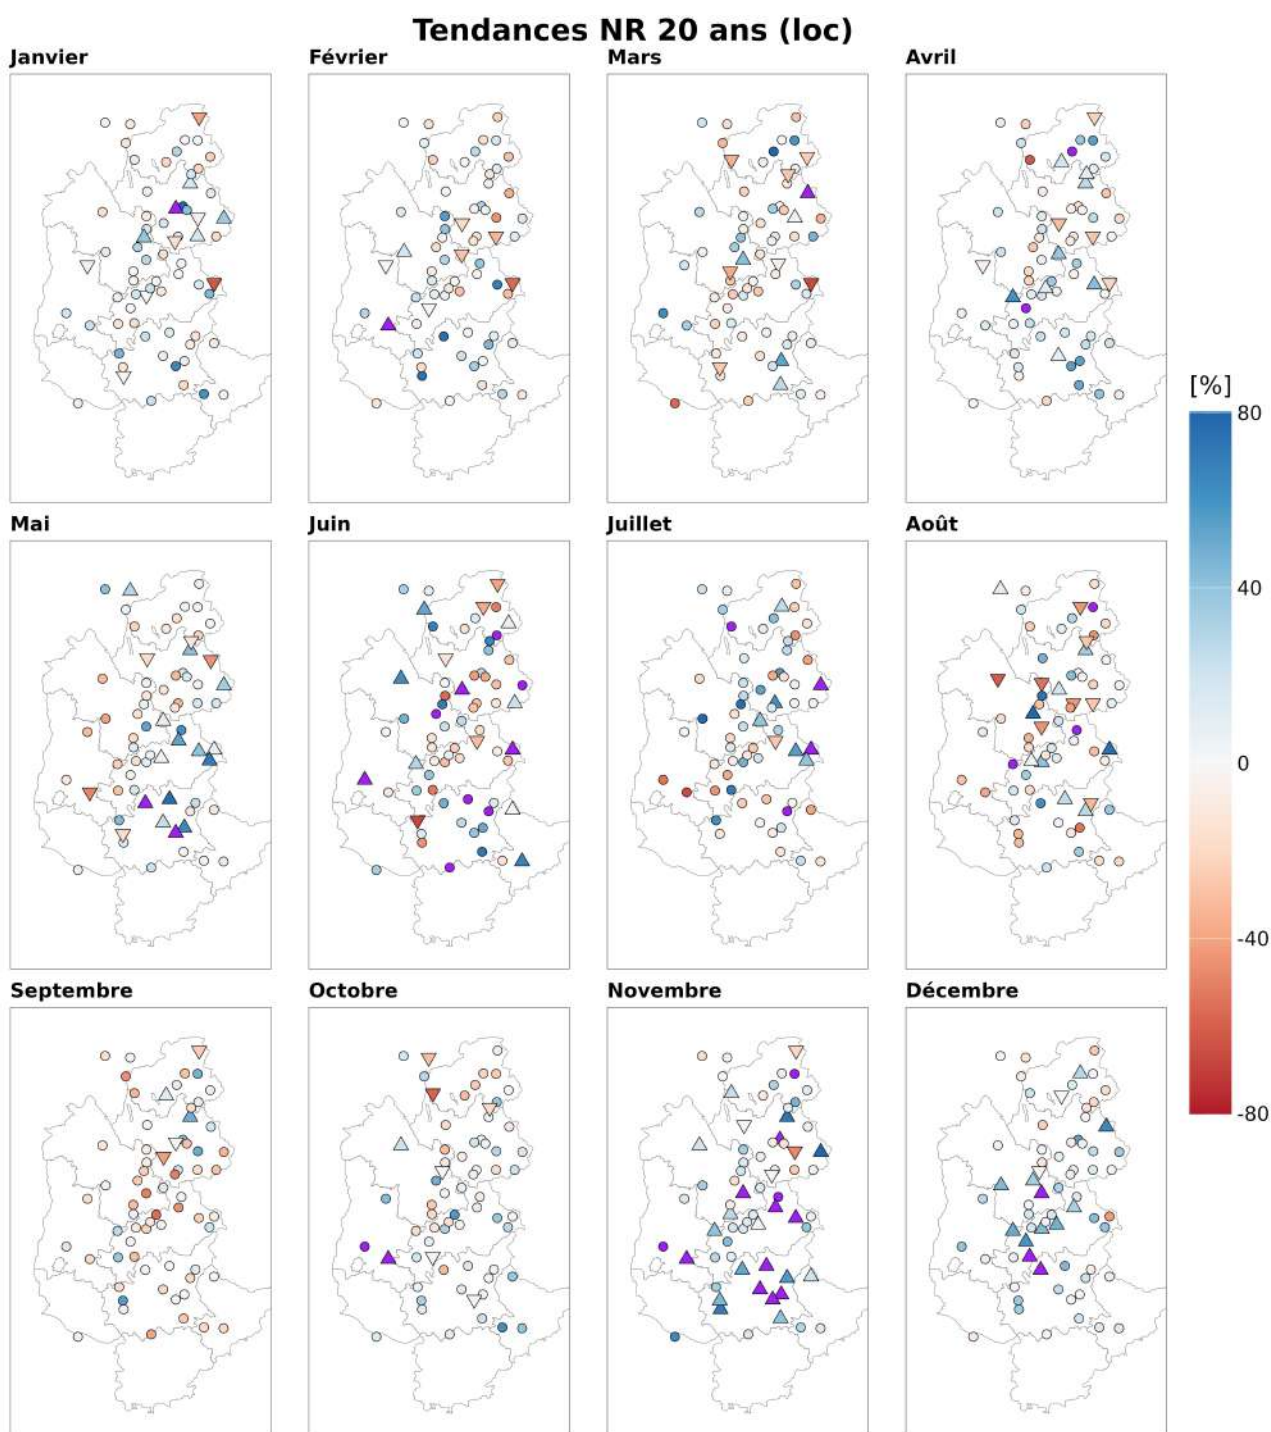 Tendances NR 20 ans (loc)
Janvier
Février
Mars
Avril
[%]
80
40
0
-40
-80
Mai
Juin
Juillet
Août
Septembre
Octobre
Novembre
Décembre